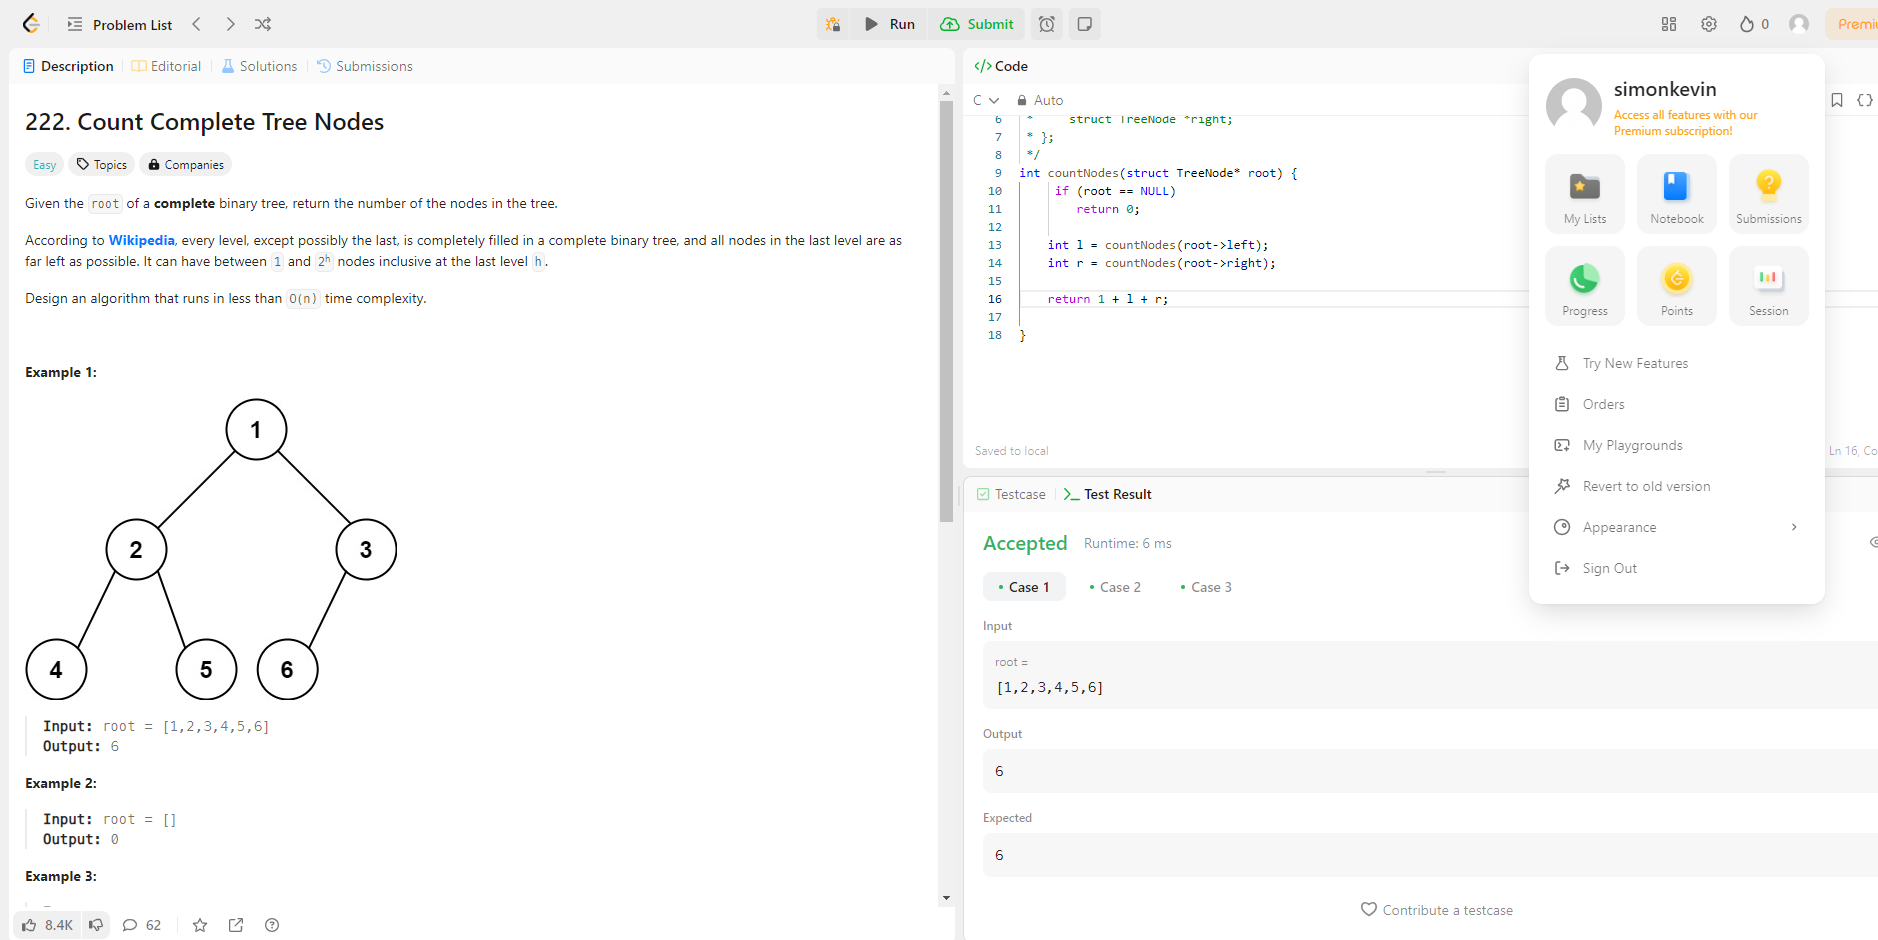 Problem List
Run
Submit
0
Premiu
Description
Editorial
Solutions
Submissions
222. Count Complete Tree Nodes
Easy
Topics
Companies
Given the root of a complete binary tree, return the number of the nodes in the tree.
According to Wikipedia, every level, except possibly the last, is completely filled in a complete binary tree, and all nodes in the last level are as
far left as possible. It can have between 1 and 2h nodes inclusive at the last level h.
Design an algorithm that runs in less than O(n) time complexity.
Example 1:
1
2
3
4
5
6
Input: root = [1,2,3,4,5,6]
Output: 6
Example 2:
Input: root = []
Output: 0
Example 3:
8.4K
62
</> Code
C
Auto
6 * struct TreeNode *right;
7 * };
8 */
9 int countNodes(struct TreeNode* root) {
10 if (root == NULL)
11 return 0;
12
13 int l = countNodes(root->left);
14 int r = countNodes(root->right);
15
16 return 1 + l + r;
17
18 }
Saved to local
Ln 16, Co
Testcase
Test Result
Accepted
Runtime: 6 ms
Case 1
Case 2
Case 3
Input
root =
[1,2,3,4,5,6]
Output
6
Expected
6
Contribute a testcase
simonkevin
Access all features with our
Premium subscription!
My Lists
Notebook
Submissions
Progress
Points
Session
Try New Features
Orders
My Playgrounds
Revert to old version
Appearance
Sign Out